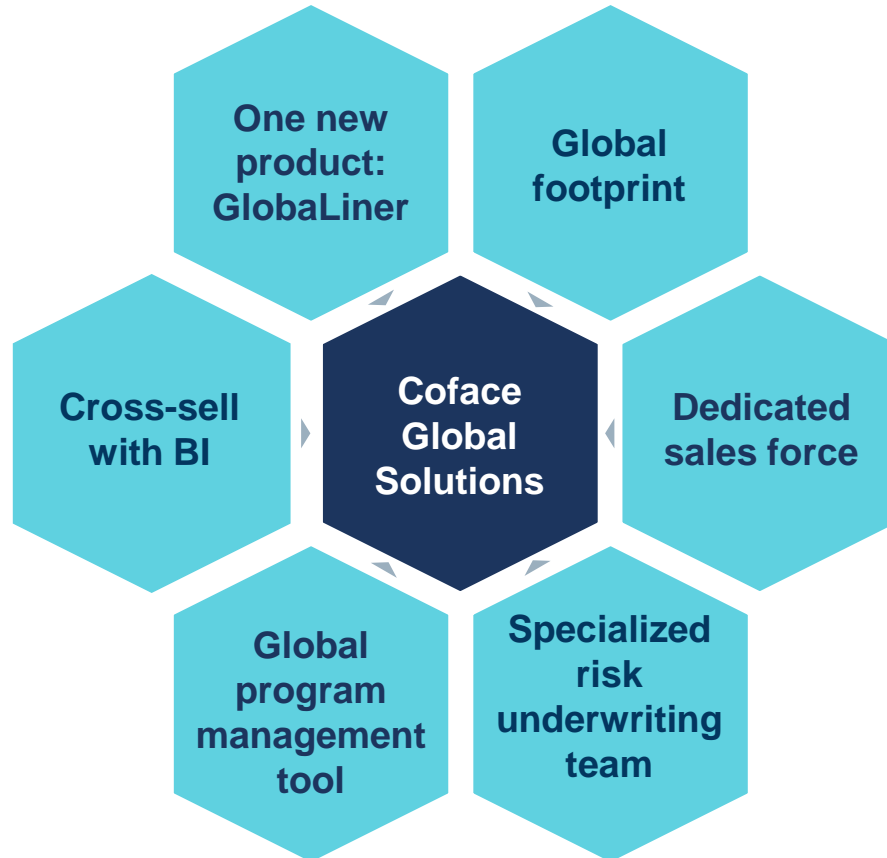 One new
product:
GlobaLiner
Global
footprint
Cross-sell
with BI
Coface
Global
Solutions
Dedicated
sales force
Global
program
management
tool
Specialized
risk
underwriting
team